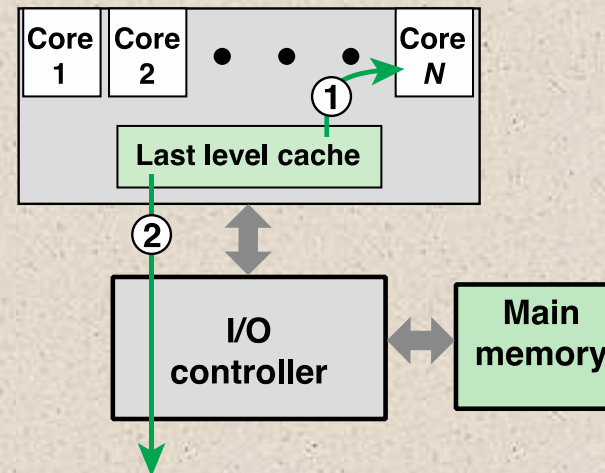 Core
1
Core
2
Core
N
1
Last level cache
2
I/O
controller
Main
memory